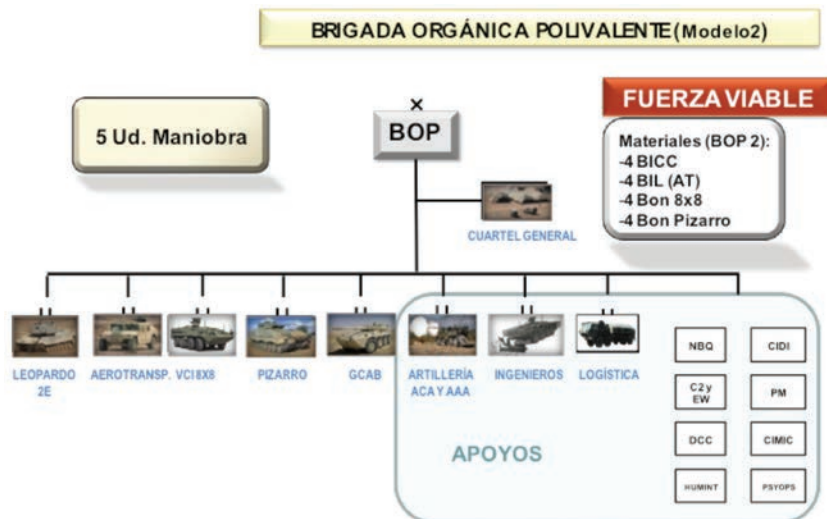 BRIGADA ORGÁNICA POLIVALENTE (Modelo2)
5 Ud. Maniobra
BOP
FUERZA VIABLE
Materiales (BOP 2):
-4 BICC
-4 BIL (AT)
-4 Bon 8x8
-4 Bon Pizarro
CUARTEL GENERAL
LEOPARDO
2E
AEROTRANSP.
VCI 8X8
PIZARRO
GCAB
ARTILLERÍA
ACA Y AAA
INGENIEROS
LOGÍSTICA
NBQ
CIDI
C2 y
EW
PM
DCC
CIMIC
HUMINT
PSYOPS
APOYOS